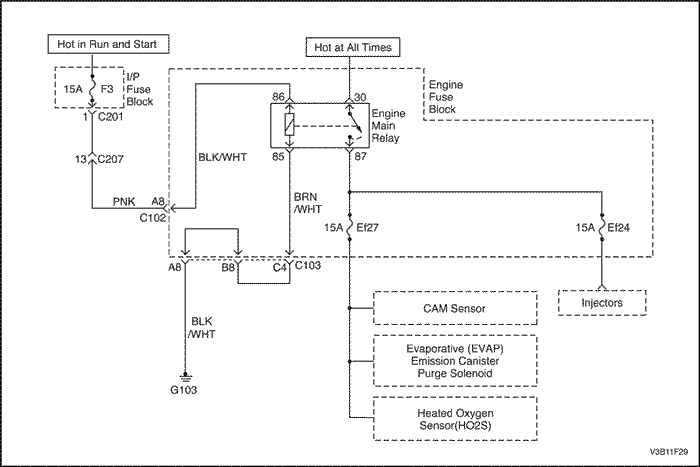 Hot in Run and Start
Hot at All Times
15A F3
I/P
Fuse
Block
1 C201
13 C207
PNK
A8
C102
86
30
Engine
Fuse
Block
Engine
Main
Relay
BLK/WHT
85
87
BRN
/WHT
15A Ef27
15A Ef24
A8
B8
C4 C103
BLK
/WHT
G103
Injectors
CAM Sensor
Evaporative (EVAP)
Emission Canister
Purge Solenoid
Heated Oxygen
Sensor(HO2S)
V3B11F29